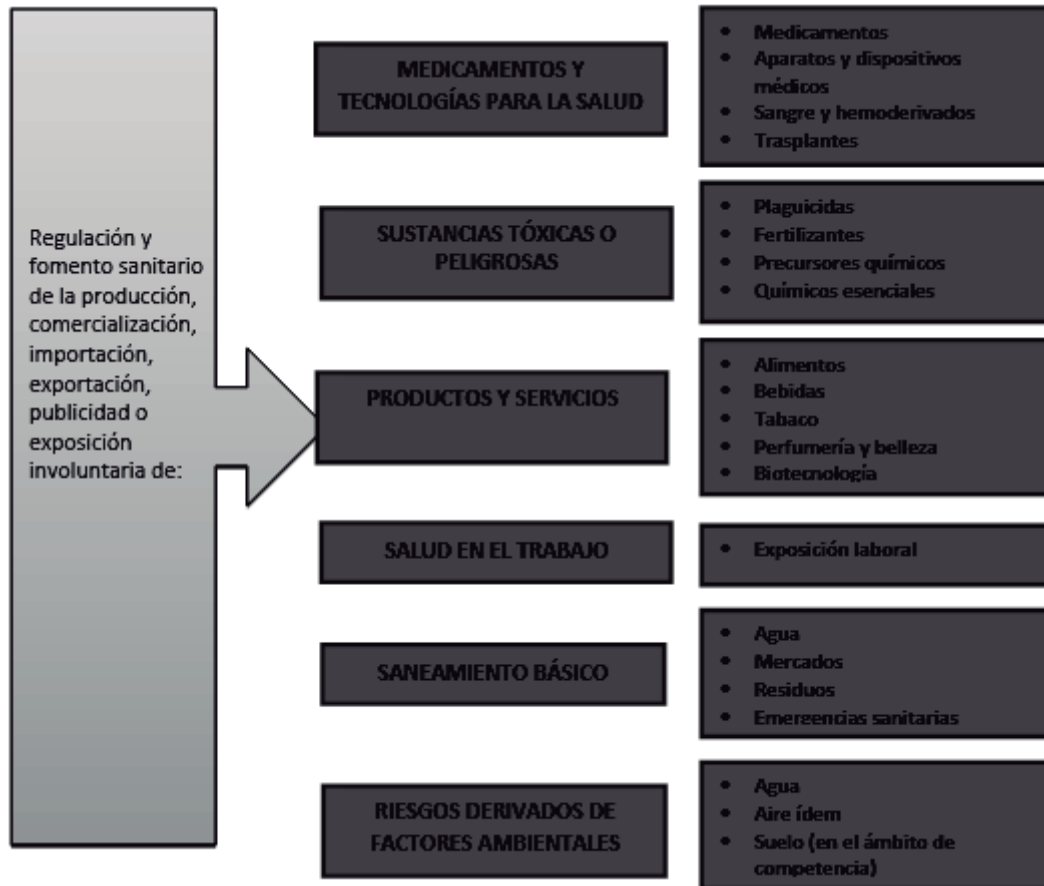 Regulación y
fomento sanitario
de la producción,
comercialización,
importación,
exportación,
publicidad o
exposición
involuntaria de:
MEDICAMENTOS Y
TECNOLOGÍAS PARA LA SALUD
• Medicamentos
• Aparatos y dispositivos
médicos
• Sangre y hemoderivados
• Trasplantes
SUSTANCIAS TÓXICAS O
PELIGROSAS
• Plaguicidas
• Fertilizantes
• Precursores químicos
• Químicos esenciales
PRODUCTOS Y SERVICIOS
• Alimentos
• Bebidas
• Tabaco
• Perfumería y belleza
• Biotecnología
SALUD EN EL TRABAJO
• Exposición laboral
SANEAMIENTO BÁSICO
• Agua
• Mercados
• Residuos
• Emergencias sanitarias
RIESGOS DERIVADOS DE
FACTORES AMBIENTALES
• Agua
• Aire ídem
• Suelo (en el ámbito de
competencia)